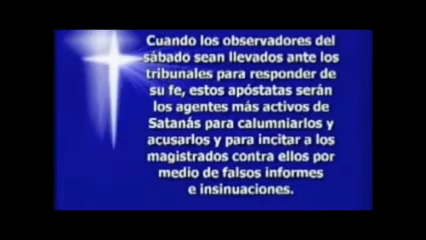 Cuando los observadores del
sábado sean llevados ante los
tribunales para responder de
su fe, estos apóstatas serán
los agentes más activos de
Satanás para calumniarlos y
acusarlos y para incitar a los
magistrados contra ellos por
medio de falsos informes
e insinuaciones.